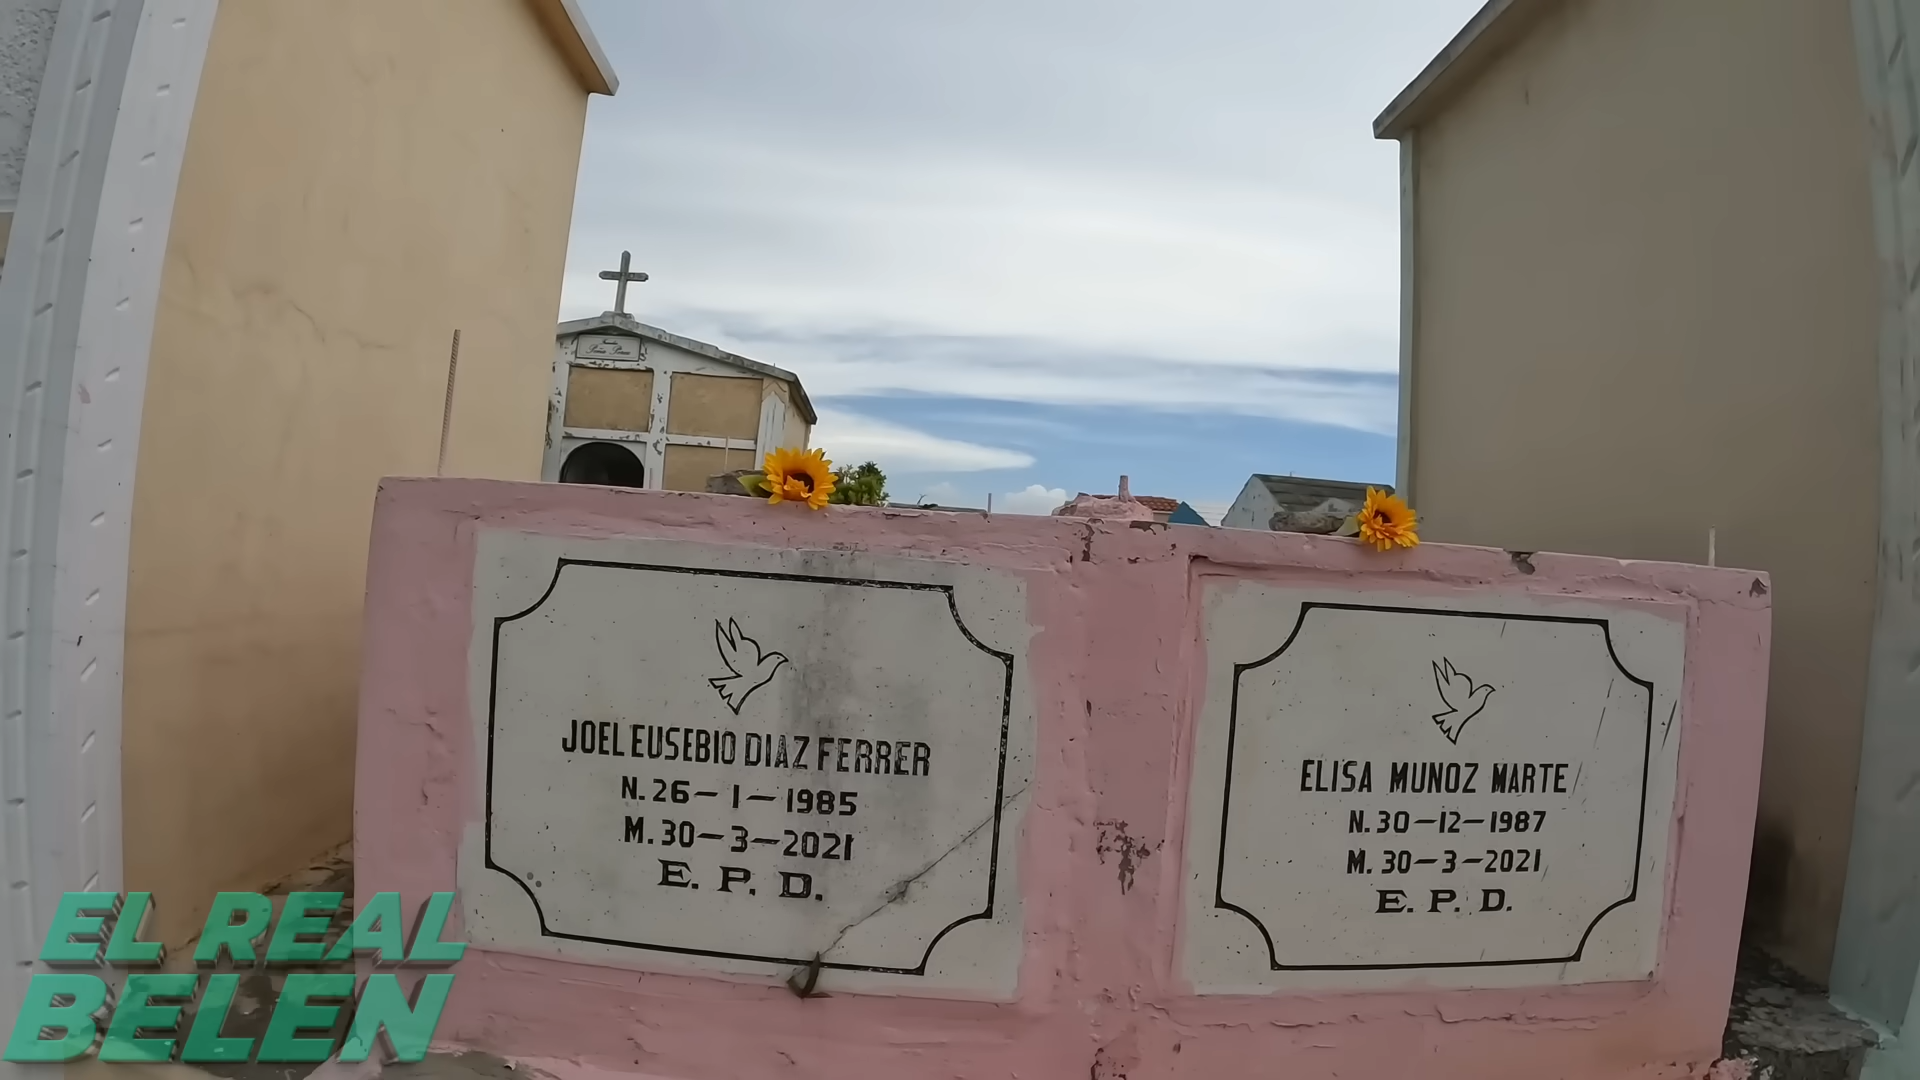 JOEL EUSEBIO DIAZ FERRER
N. 26-1-1985
M. 30-3-2021
E. P. D.
ELISA MUNOZ MARTE
N. 30-12-1987
M. 30-3-2021
E. P. D.
EL REAL
BELEN